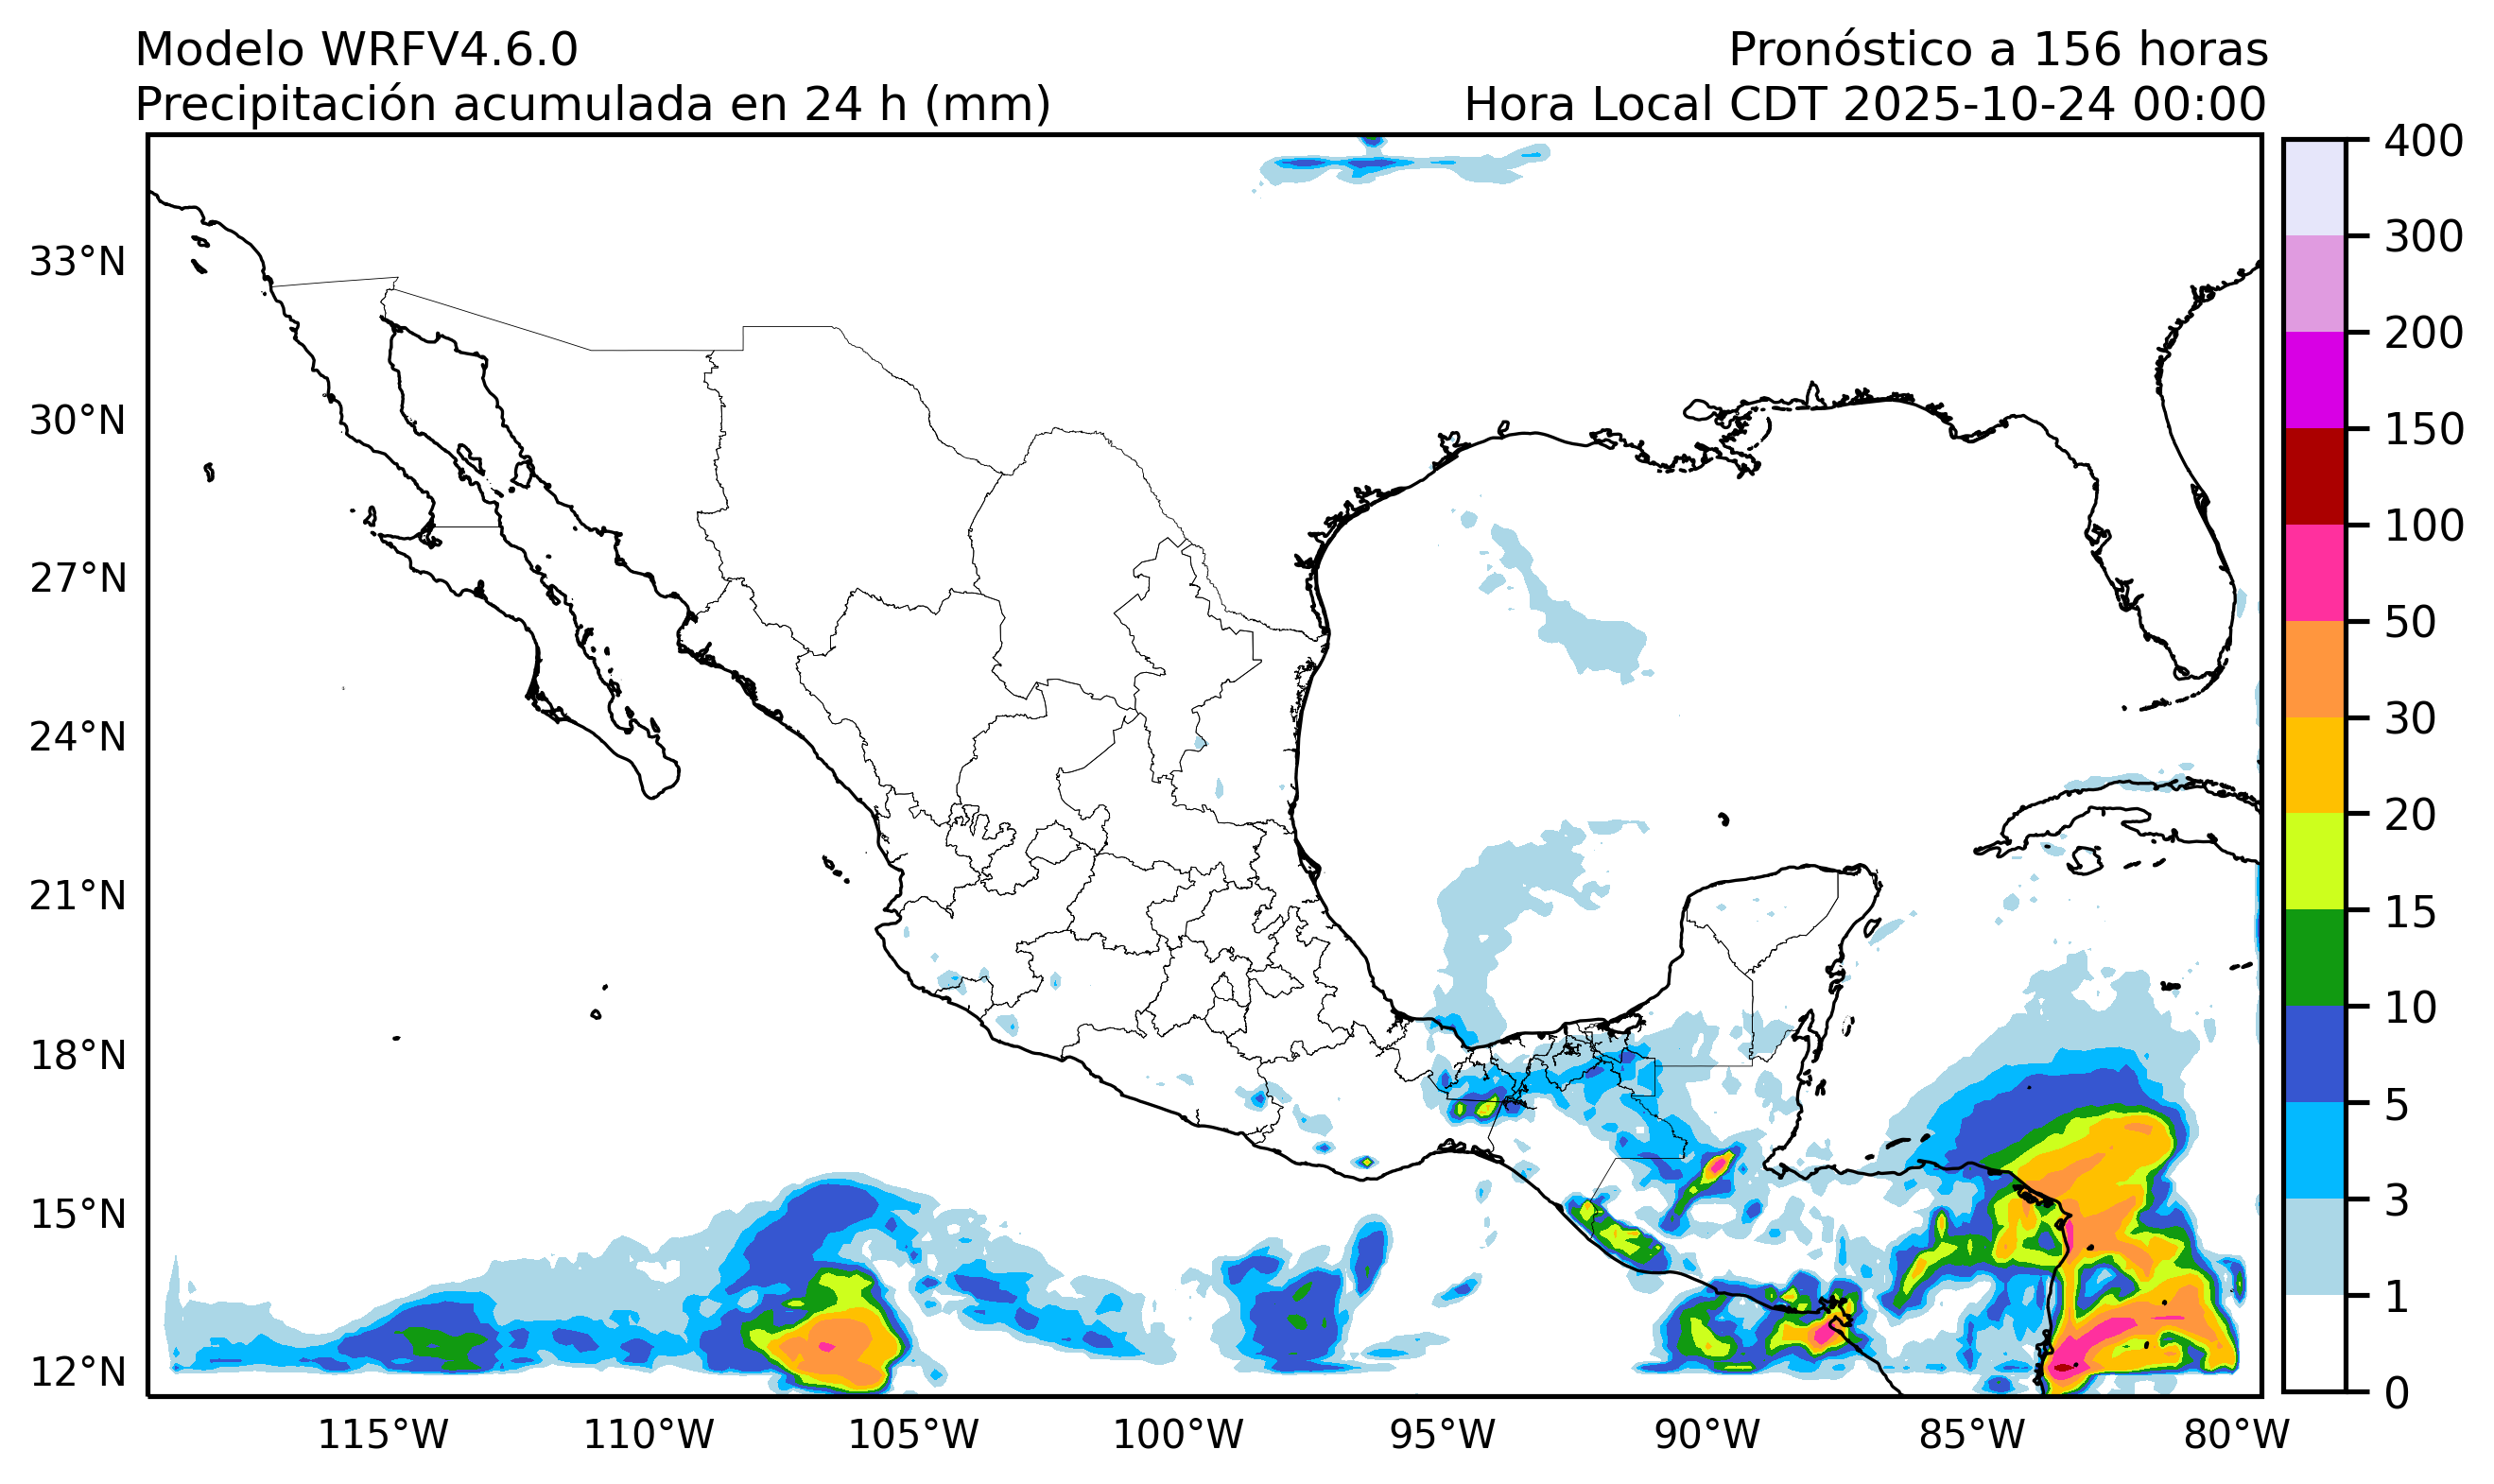 Modelo WRFV4.6.0
Pronóstico a 156 horas
Precipitación acumulada en 24 h (mm)
Hora Local CDT 2025-10-24 00:00
33°N
30°N
27°N
24°N
21°N
18°N
15°N
12°N
115°W
110°W
105°W
100°W
95°W
90°W
85°W
80°W
400
300
200
150
100
50
30
20
15
10
5
3
1
0